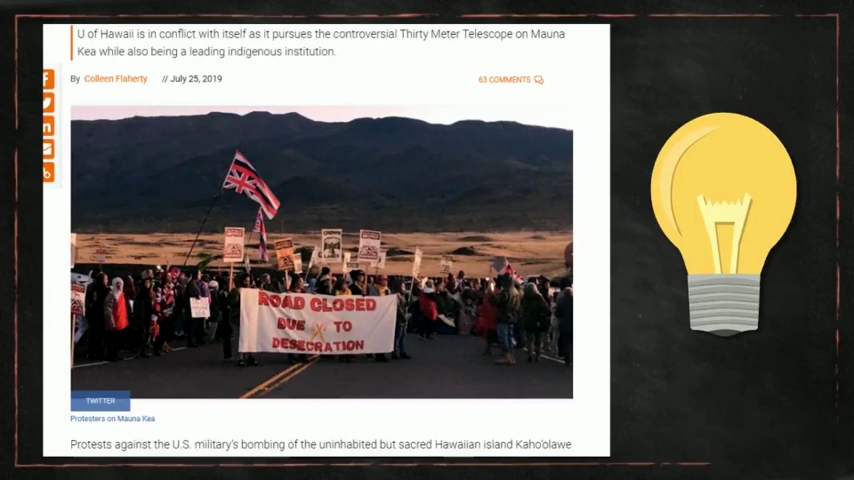 U of Hawaii is in conflict with itself as it pursues the controversial Thirty Meter Telescope on Mauna
Kea while also being a leading indigenous institution.
By Colleen Flaherty // July 25, 2019
63 COMMENTS
ROAD CLOSED
DUE TO
DESECRATION
TWITTER
Protesters on Mauna Kea
Protests against the U.S. military's bombing of the uninhabited but sacred Hawaiian island Kaho'olawe